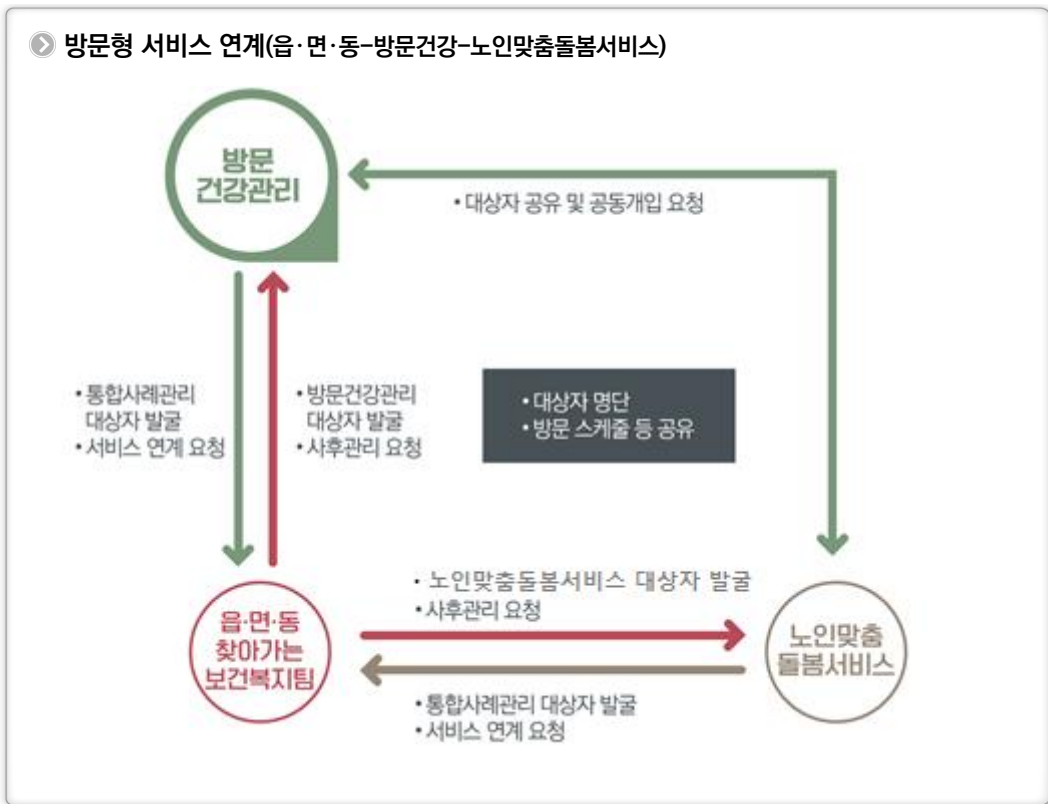 방문형 서비스 연계(읍·면·동-방문건강-노인맞춤돌봄서비스)
방문
건강관리
• 대상자 공유 및 공동개입 요청
• 통합사례관리
대상자 발굴
• 서비스 연계 요청
• 방문건강관리
대상자 발굴
• 사후관리 요청
• 대상자 명단
• 방문 스케줄 등 공유
읍·면·동
찾아가는
보건복지팀
• 노인맞춤돌봄서비스 대상자 발굴
• 사후관리 요청
노인맞춤
돌봄서비스
• 통합사례관리 대상자 발굴
• 서비스 연계 요청